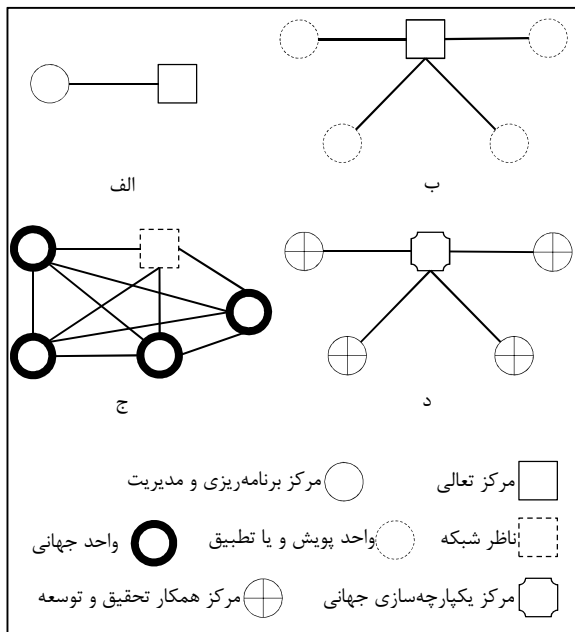 الف
ب
ج
د
مرکز تعالی
مرکز برنامه‌ریزی و مدیریت
ناظر شبکه
واحد پویش و یا تطبیق
واحد جهانی
مرکز یکپارچه‌سازی جهانی
مرکز همکار تحقیق و توسعه